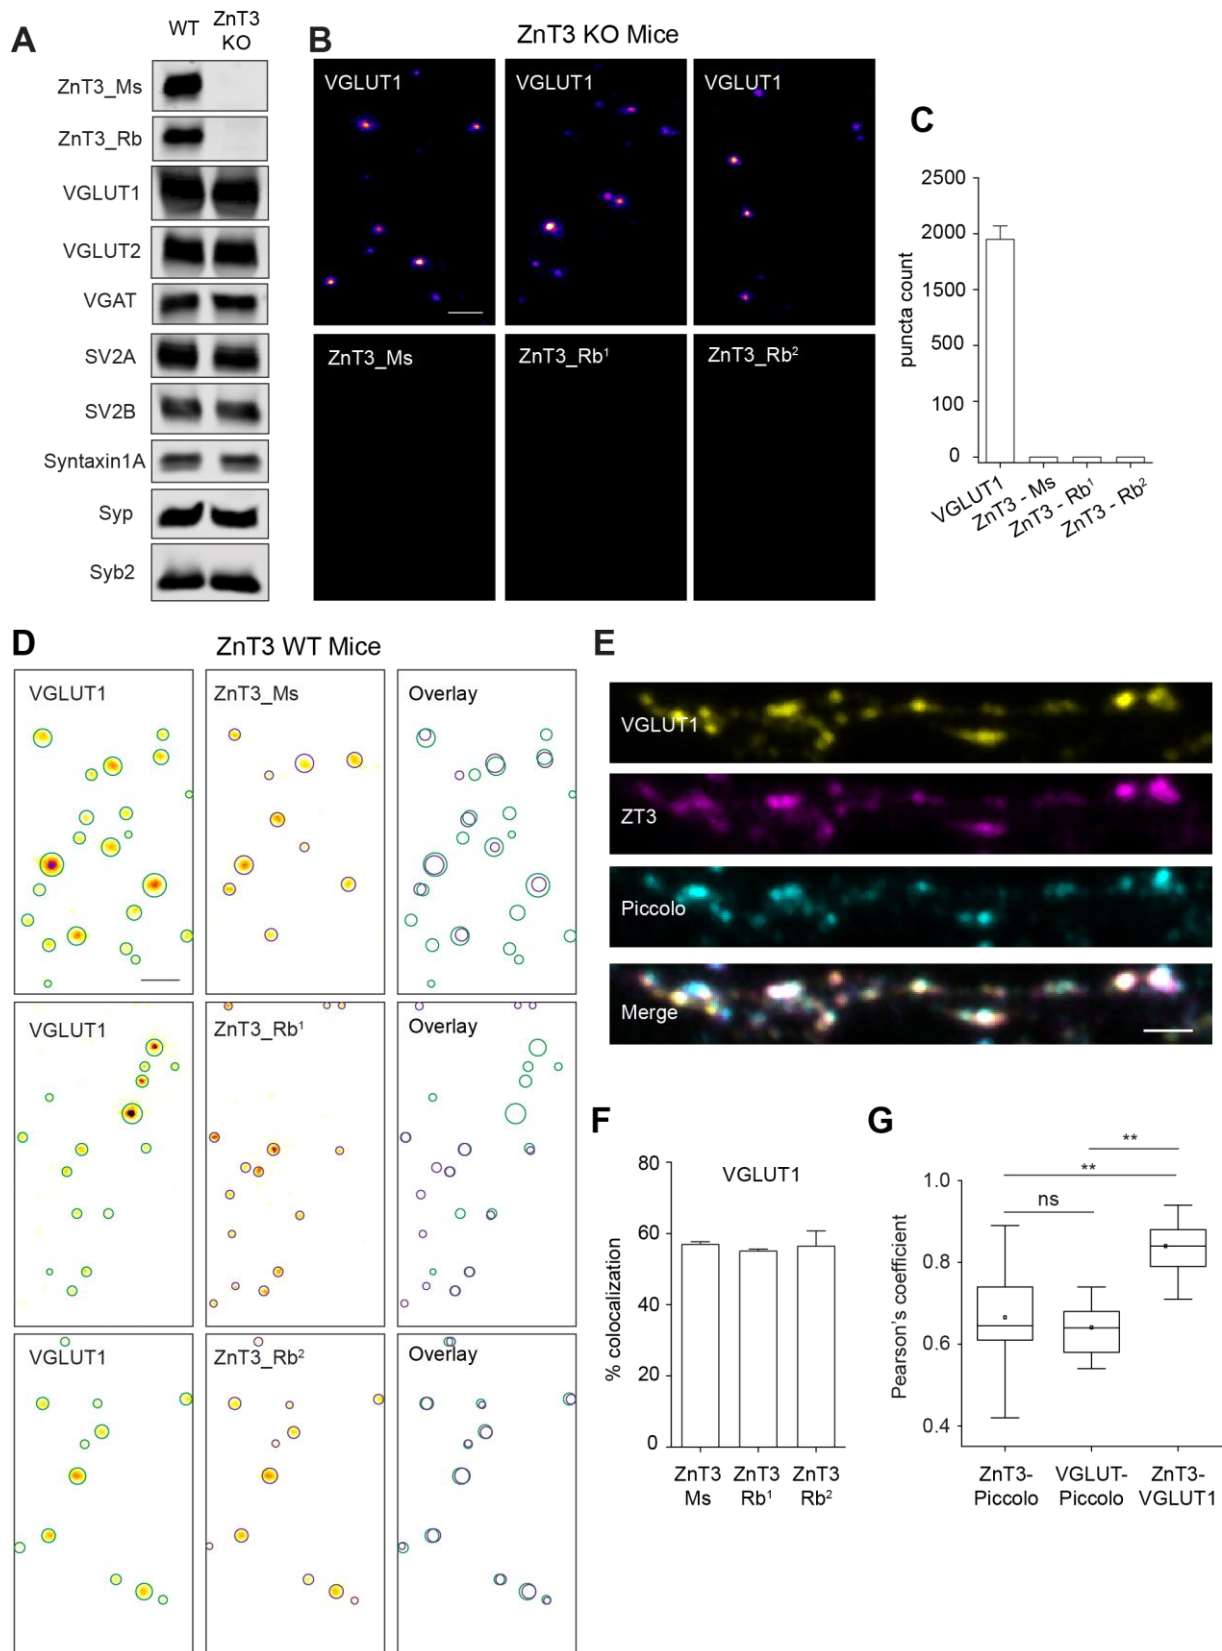 A
WT
ZnT3
KO
ZnT3_Ms
ZnT3_Rb
VGLUT1
VGLUT2
VGAT
SV2A
SV2B
Syntaxin1A
Syp
Syb2
B
ZnT3 KO Mice
VGLUT1
VGLUT1
VGLUT1
ZnT3_Ms
ZnT3_Rb¹
ZnT3_Rb²
C
puncta count
2500
2000
1500
500
100
0
VGLUT1
ZnT3 - Ms
ZnT3 - Rb¹
ZnT3 - Rb²
D
ZnT3 WT Mice
VGLUT1
ZnT3_Ms
Overlay
VGLUT1
ZnT3_Rb¹
Overlay
VGLUT1
ZnT3_Rb²
Overlay
E
VGLUT1
ZT3
Piccolo
Merge
F
% colocalization
VGLUT1
80
60
40
20
0
ZnT3
Ms
ZnT3
Rb¹
ZnT3
Rb²
G
Pearson's coefficient
**
**
ns
1.0
0.8
0.6
0.4
ZnT3-
Piccolo
VGLUT-
Piccolo
ZnT3-
VGLUT1